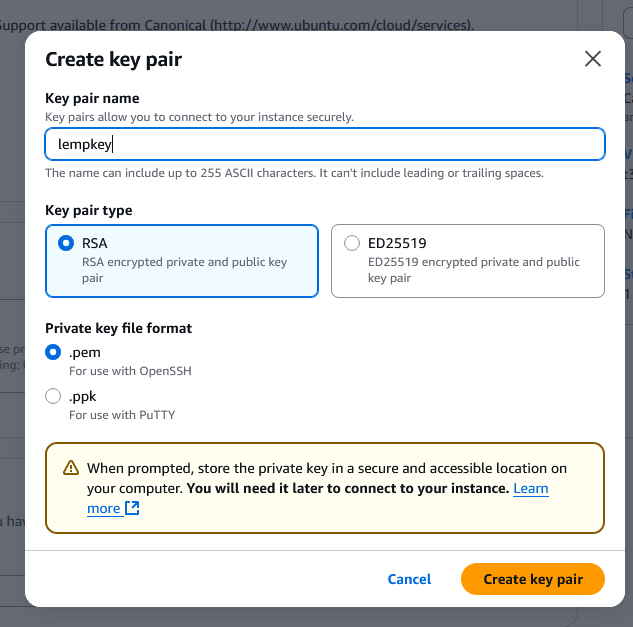 Support available from Canonical (http://www.ubuntu.com/cloud/services).
Create key pair
Key pair name
Key pairs allow you to connect to your instance securely.
lempkey
The name can include up to 255 ASCII characters. It can't include leading or trailing spaces.
Key pair type
RSA
RSA encrypted private and public key
pair
ED25519
ED25519 encrypted private and public
key pair
Private key file format
.pem
For use with OpenSSH
.ppk
For use with PuTTY
When prompted, store the private key in a secure and accessible location on
your computer. You will need it later to connect to your instance. Learn
more
Cancel
Create key pair